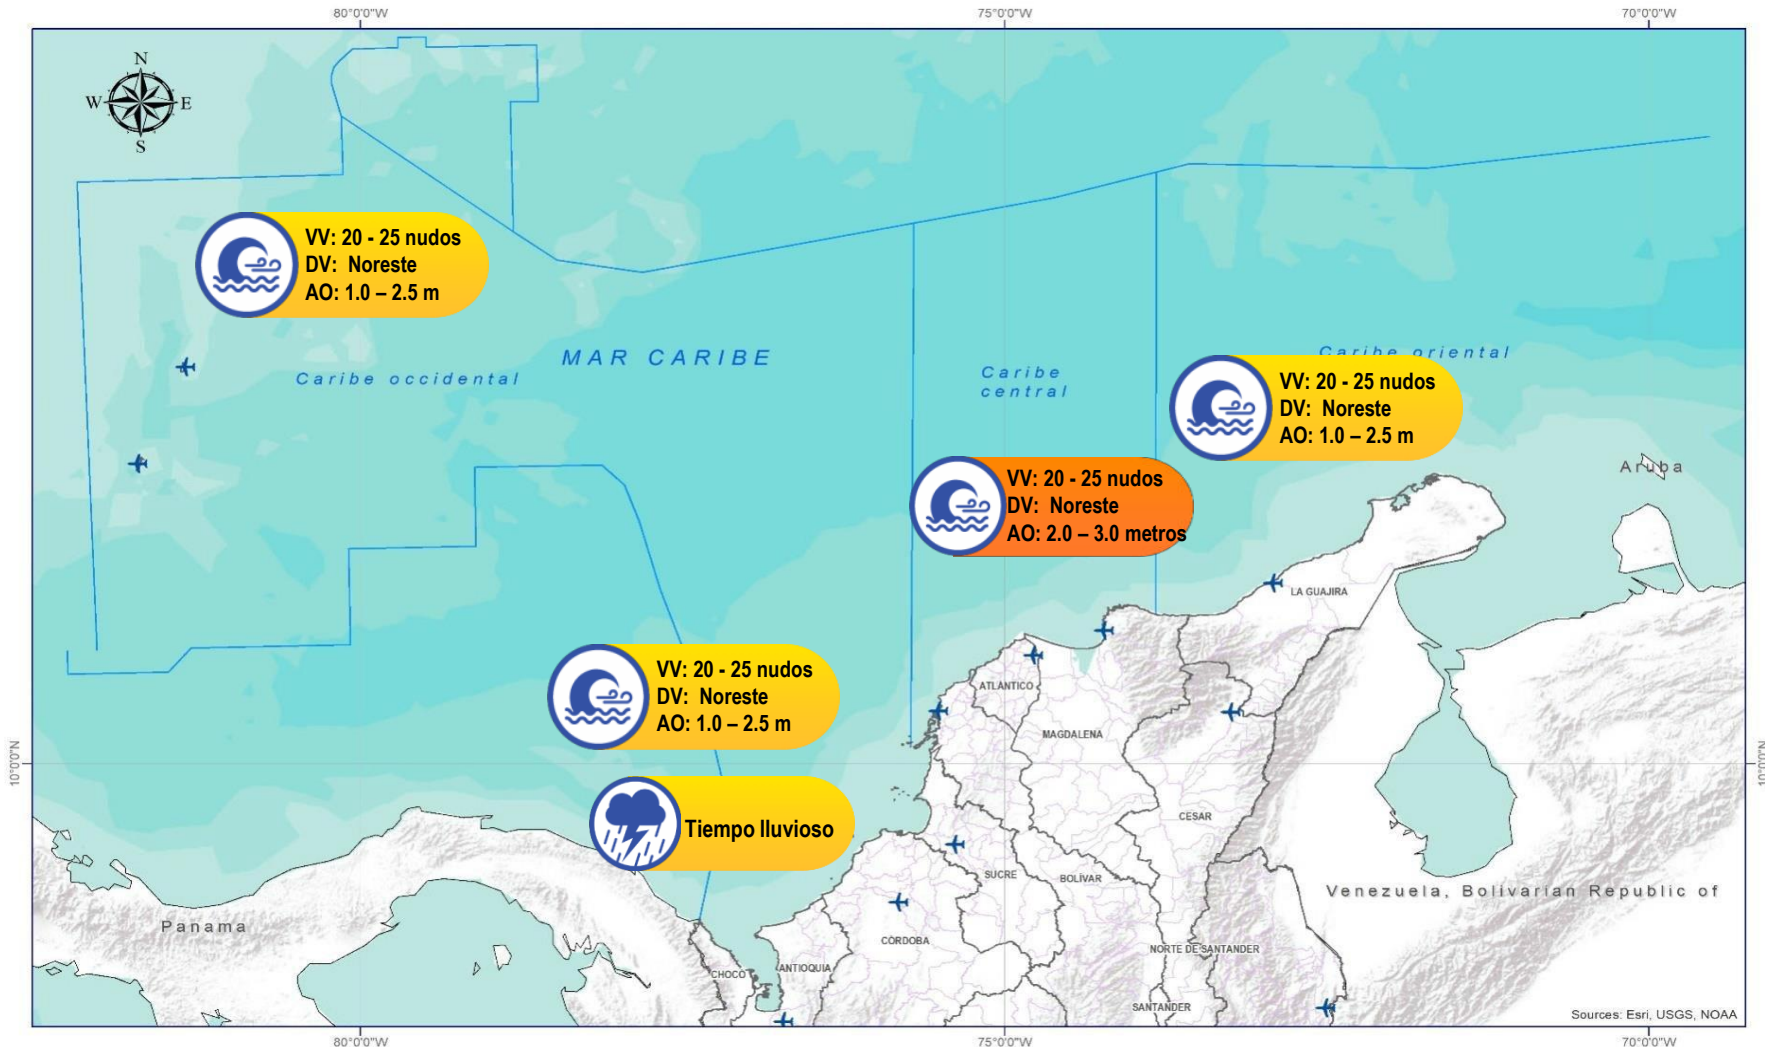 80°0'0"W
75°0'0"W
70°0'0"W
N
W
E
S
VV: 20 - 25 nudos
DV: Noreste
AO: 1.0 – 2.5 m
MAR CARIBE
Caribe occidental
Caribe
central
Caribe oriental
VV: 20 - 25 nudos
DV: Noreste
AO: 1.0 – 2.5 m
VV: 20 - 25 nudos
DV: Noreste
AO: 2.0 – 3.0 metros
Aruba
LA GUAJIRA
VV: 20 - 25 nudos
DV: Noreste
AO: 1.0 – 2.5 m
ATLANTICO
MAGDALENA
10°0'0"N
10°0'0"N
Tiempo lluvioso
CESAR
SUCRE
BOLÍVAR
Venezuela, Bolivarian Republic of
Panama
CÓRDOBA
NORTE DE SANTANDER
CHOCO
ANTIOQUIA
SANTANDER
Sources: Esri, USGS, NOAA
80°0'0"W
75°0'0"W
70°0'0"W